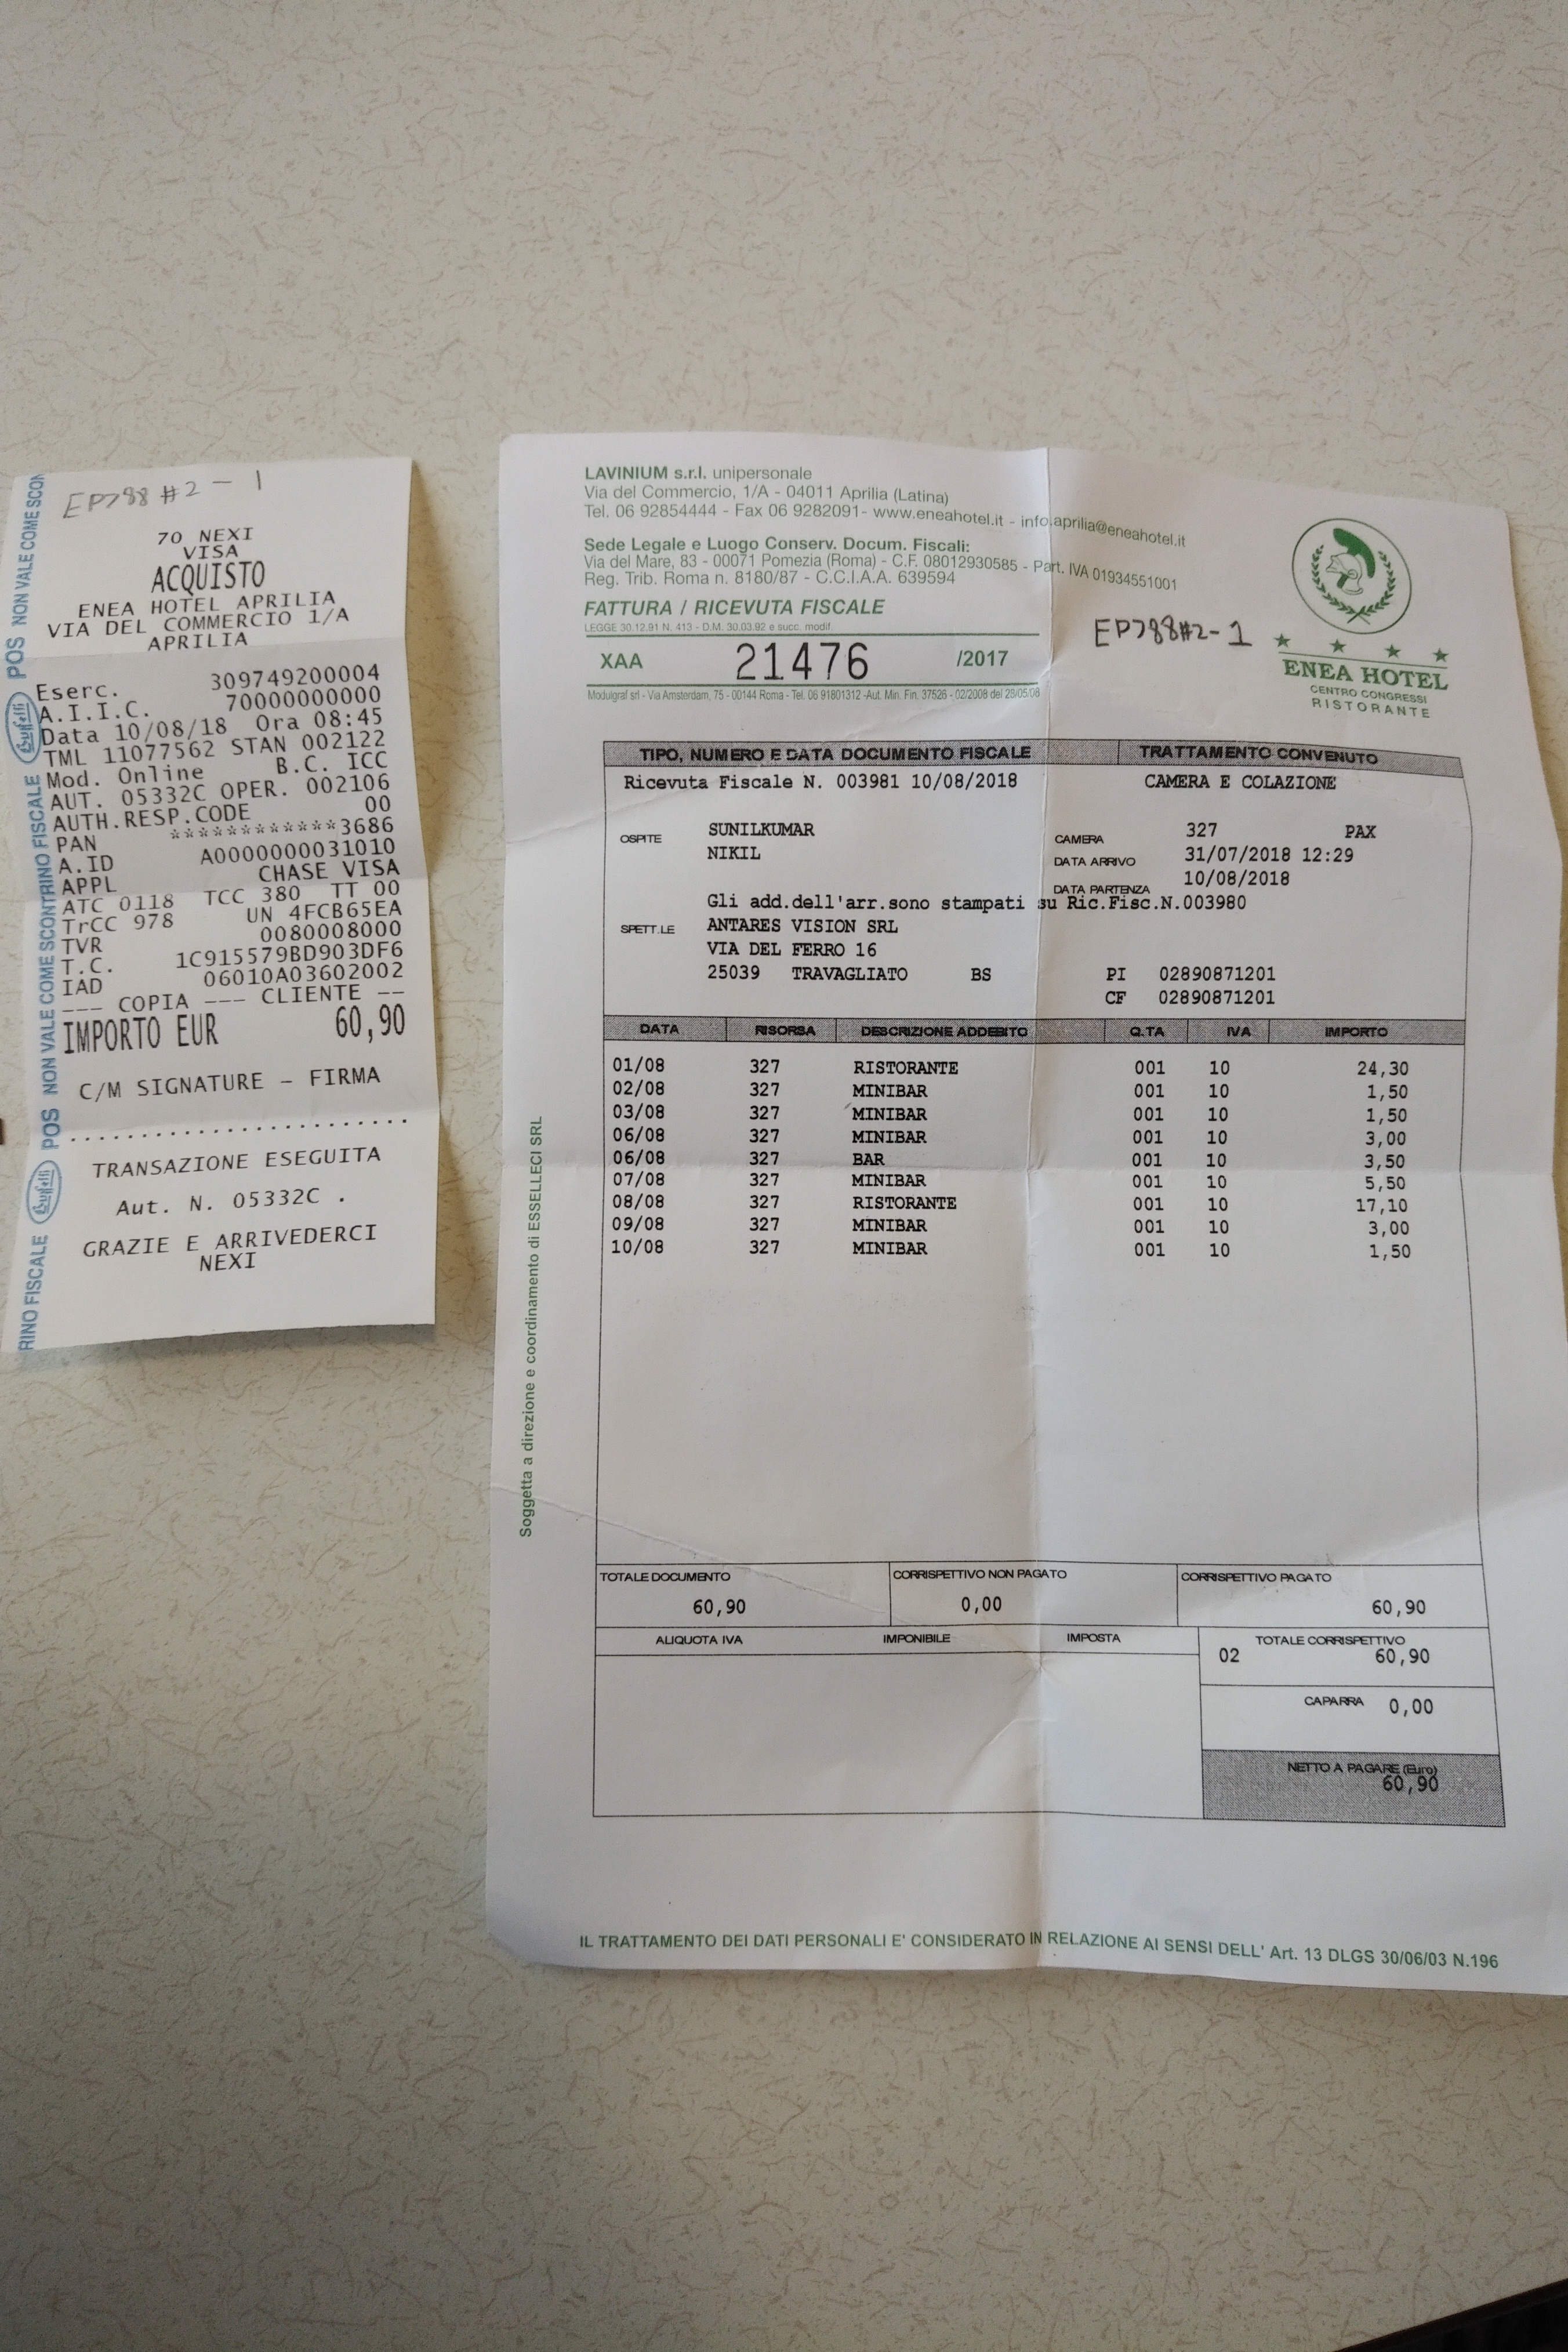 EP788 #2-1
70 NEXI
VISA
ACQUISTO
ENEA HOTEL APRILIA
VIA DEL COMMERCIO 1/A
APRILIA
Eserc. 309749200004
A.I.I.C. 70000000000
Data 10/08/18 Ora 08:45
TML 11077562 STAN 002122
Mod. Online B.C. ICC
AUT. 05332C OPER. 002106
AUTH.RESP.CODE 00
PAN ************3686
A.ID A0000000031010
APPL CHASE VISA
ATC 0118 TCC 380 TT 00
TrCC 978 UN 4FCB65EA
TVR 0080008000
T.C. 1C915579BD903DF6
IAD 06010A03602002
--- COPIA --- CLIENTE --
IMPORTO EUR 60,90
C/M SIGNATURE - FIRMA
........................
TRANSAZIONE ESEGUITA
Aut. N. 05332C .
GRAZIE E ARRIVEDERCI
NEXI
RINO FISCALE Buffetti POS NON VALE COME SCONTRINO FISCALE Buffetti POS NON VALE COME SCON
LAVINIUM s.r.l. unipersonale
Via del Commercio, 1/A - 04011 Aprilia (Latina)
Tel. 06 92854444 - Fax 06 9282091- www.eneahotel.it - info.aprilia@eneahotel.it
Sede Legale e Luogo Conserv. Docum. Fiscali:
Via del Mare, 83 - 00071 Pomezia (Roma) - C.F. 08012930585 - Part. IVA 01934551001
Reg. Trib. Roma n. 8180/87 - C.C.I.A.A. 639594
FATTURA / RICEVUTA FISCALE
LEGGE 30.12.91 N. 413 - D.M. 30.03.92 e succ. modif.
XAA 21476 /2017
Modulgraf srl - Via Amsterdam, 75 - 00144 Roma - Tel. 06 91801312 -Aut. Min. Fin. 37526 - 02/2008 del 28/05/08
EP788#2-1
ENEA HOTEL
CENTRO CONGRESSI
RISTORANTE
TIPO, NUMERO E DATA DOCUMENTO FISCALE TRATTAMENTO CONVENUTO
Ricevuta Fiscale N. 003981 10/08/2018 CAMERA E COLAZIONE
OSPITE SUNILKUMAR CAMERA 327 PAX
NIKIL DATA ARRIVO 31/07/2018 12:29
DATA PARTENZA 10/08/2018
Gli add.dell'arr.sono stampati su Ric.Fisc.N.003980
SPETT.LE ANTARES VISION SRL
VIA DEL FERRO 16
25039 TRAVAGLIATO BS PI 02890871201
CF 02890871201
DATA RISORSA DESCRIZIONE ADDEBITO Q.TA IVA IMPORTO
01/08 327 RISTORANTE 001 10 24,30
02/08 327 MINIBAR 001 10 1,50
03/08 327 MINIBAR 001 10 1,50
06/08 327 MINIBAR 001 10 3,00
06/08 327 BAR 001 10 3,50
07/08 327 MINIBAR 001 10 5,50
08/08 327 RISTORANTE 001 10 17,10
09/08 327 MINIBAR 001 10 3,00
10/08 327 MINIBAR 001 10 1,50
Soggetta a direzione e coordinamento di ESSELLECI SRL
TOTALE DOCUMENTO CORRISPETTIVO NON PAGATO CORRISPETTIVO PAGATO
60,90 0,00 60,90
ALIQUOTA IVA IMPONIBILE IMPOSTA TOTALE CORRISPETTIVO
02 60,90
CAPARRA 0,00
NETTO A PAGARE (Euro)
60,90
IL TRATTAMENTO DEI DATI PERSONALI E' CONSIDERATO IN RELAZIONE AI SENSI DELL' Art. 13 DLGS 30/06/03 N.196